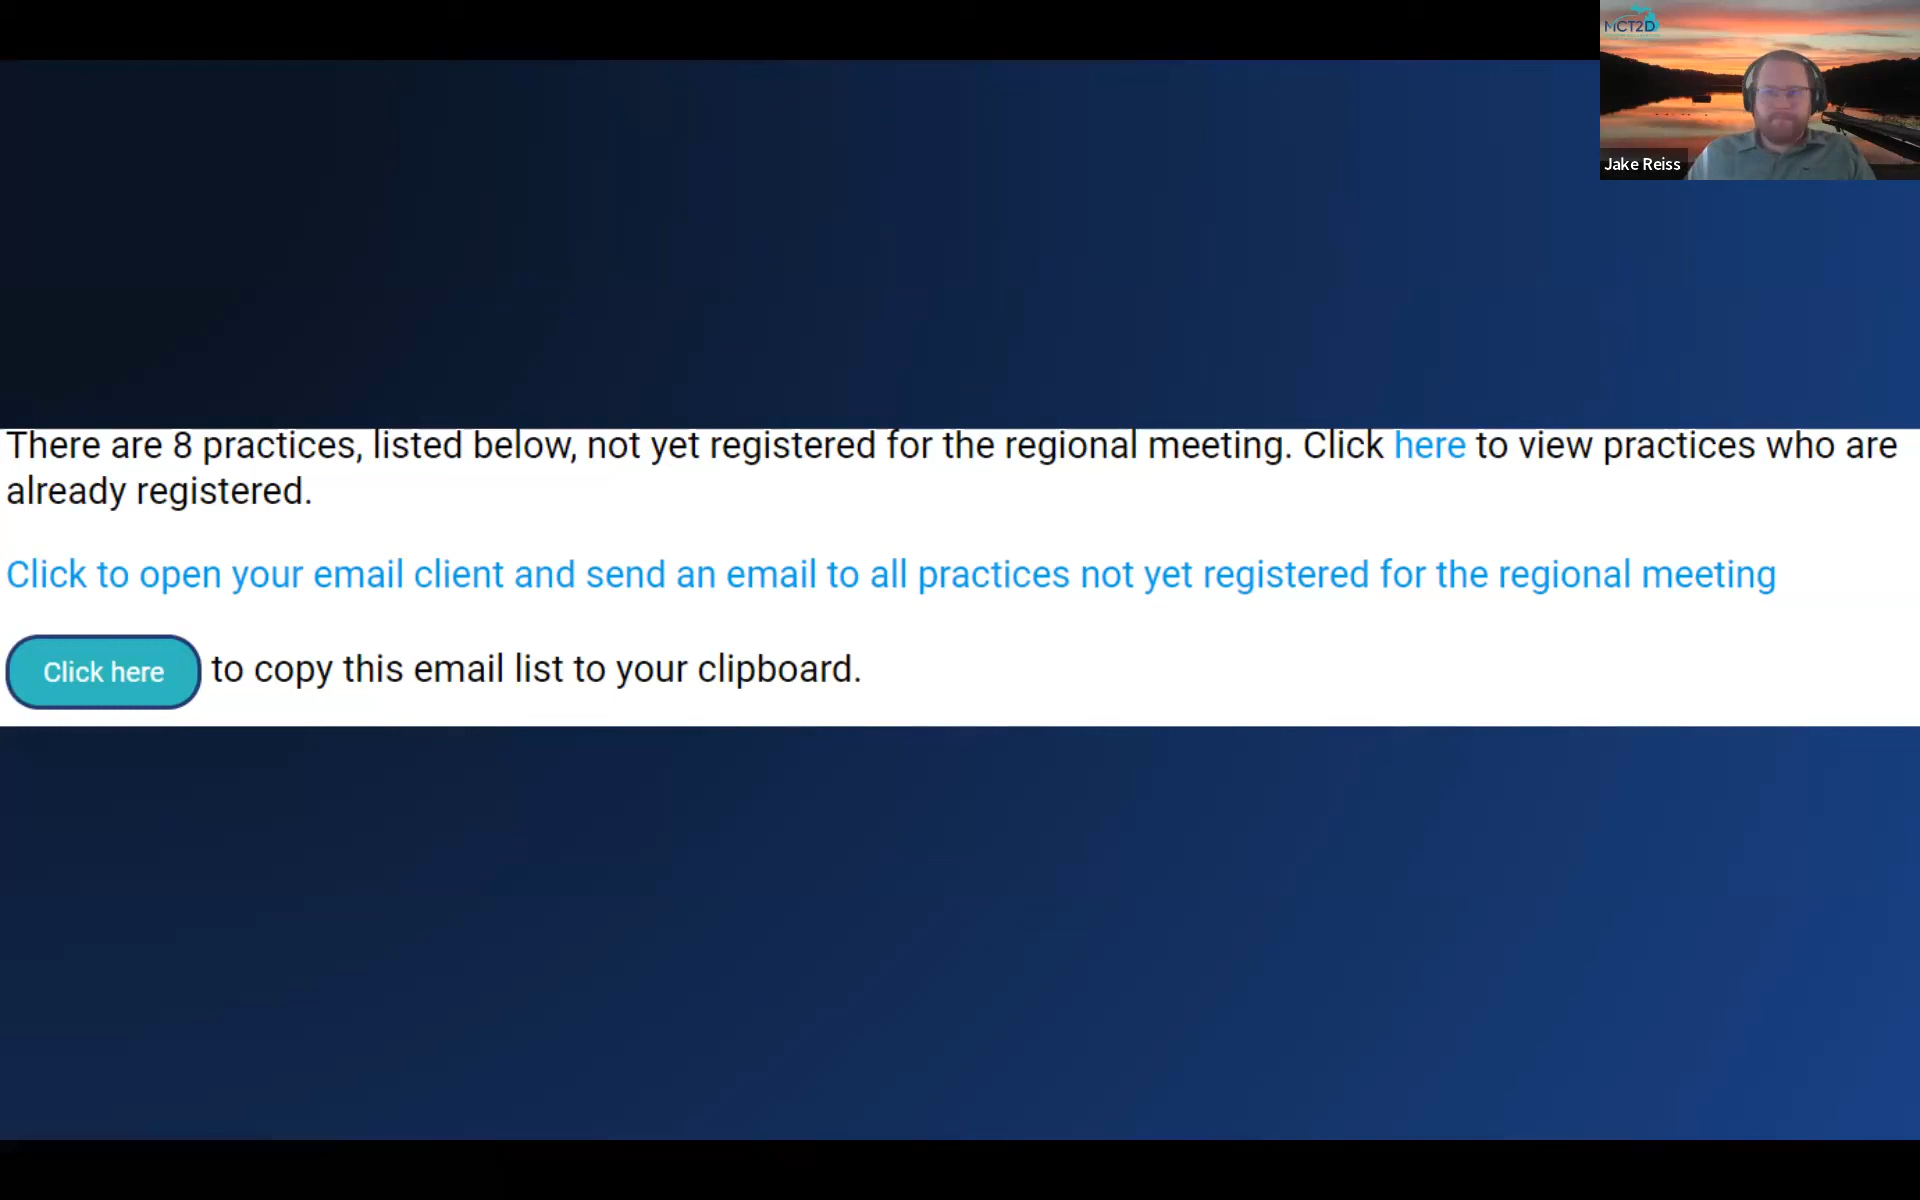 MCT2D
Jake Reiss
There are 8 practices, listed below, not yet registered for the regional meeting. Click here to view practices who are
already registered.
Click to open your email client and send an email to all practices not yet registered for the regional meeting
Click here to copy this email list to your clipboard.